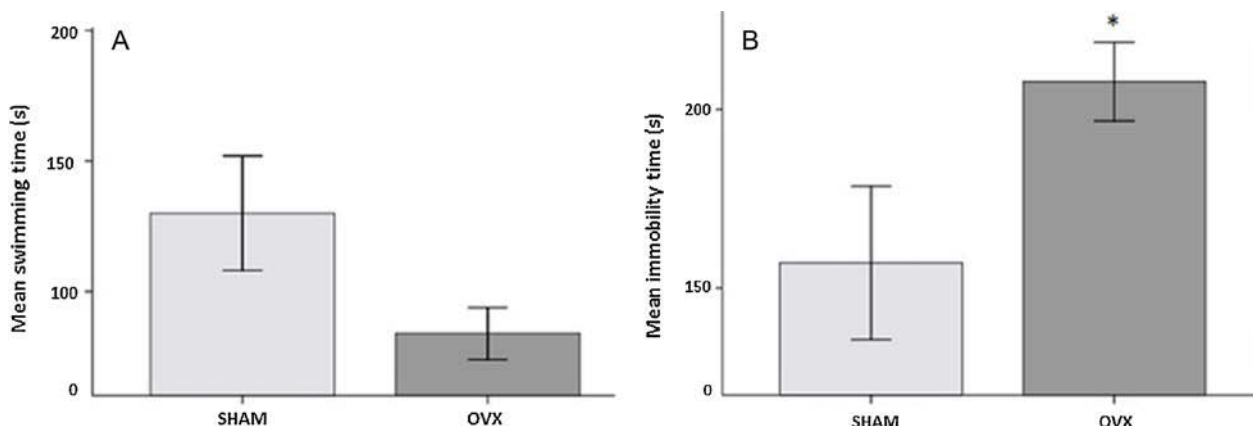 A
Mean swimming time (s)
200
150
100
0
SHAM
OVX
B
*
Mean immobility time (s)
200
150
0
SHAM
OVX